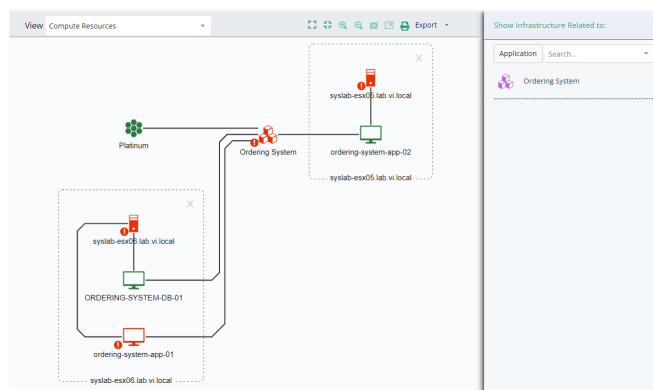 View Compute Resources
Export
Show Infrastructure Related to:
Application Search...
Ordering System
X
syslab-esx05.lab.vi.local
Platinum
Ordering System
ordering-system-app-02
syslab-esx05.lab.vi.local
X
syslab-esx06.lab.vi.local
ORDERING-SYSTEM-DB-01
ordering-system-app-01
syslab-esx06.lab.vi.local